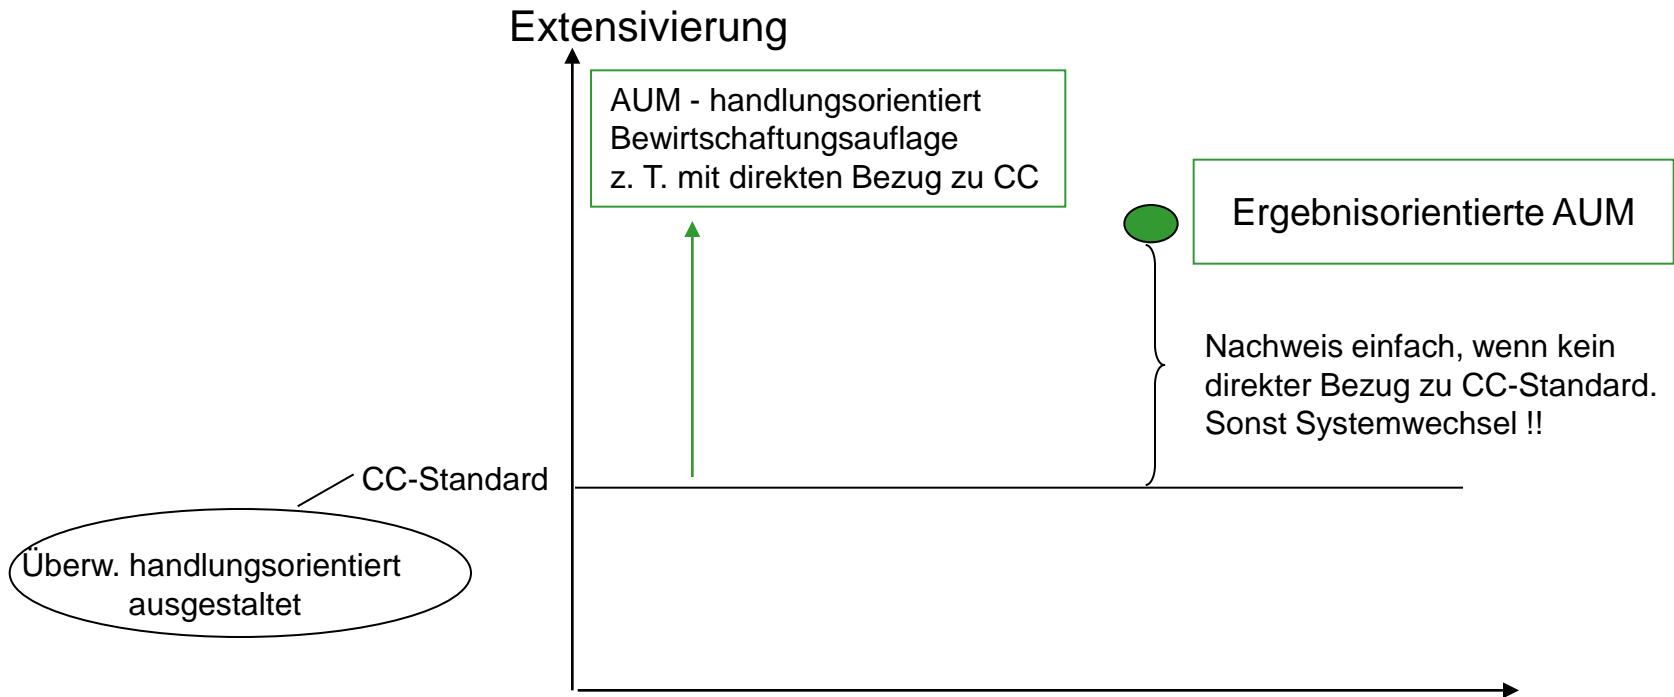 Extensivierung
AUM - handlungsorientiert
Bewirtschaftungsauflage
z. T. mit direkten Bezug zu CC
Ergebnisorientierte AUM
Nachweis einfach, wenn kein
direkter Bezug zu CC-Standard.
Sonst Systemwechsel !!
CC-Standard
Überw. handlungsorientiert
ausgestaltet